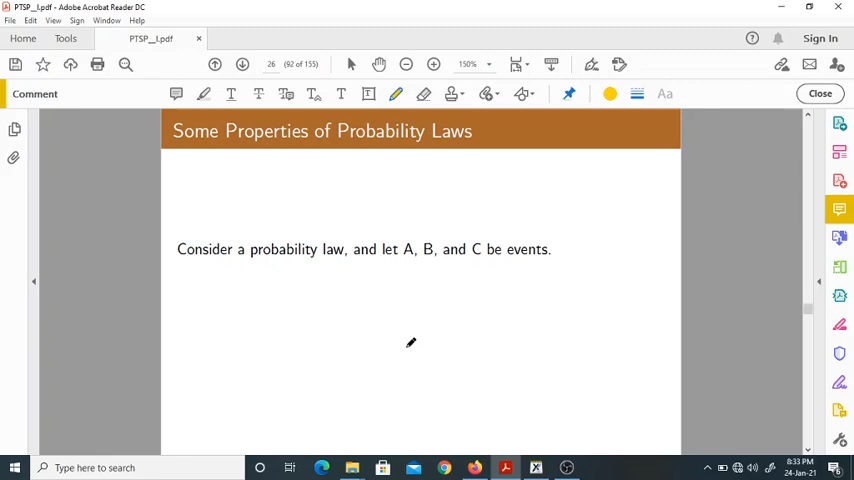 PTSP__I.pdf - Adobe Acrobat Reader DC
File Edit View Sign Window Help
Home Tools PTSP__I.pdf × Sign In
26 (92 of 155) 150%
Comment Close
Some Properties of Probability Laws
Consider a probability law, and let A, B, and C be events.
Type here to search
8:33 PM
24-Jan-21